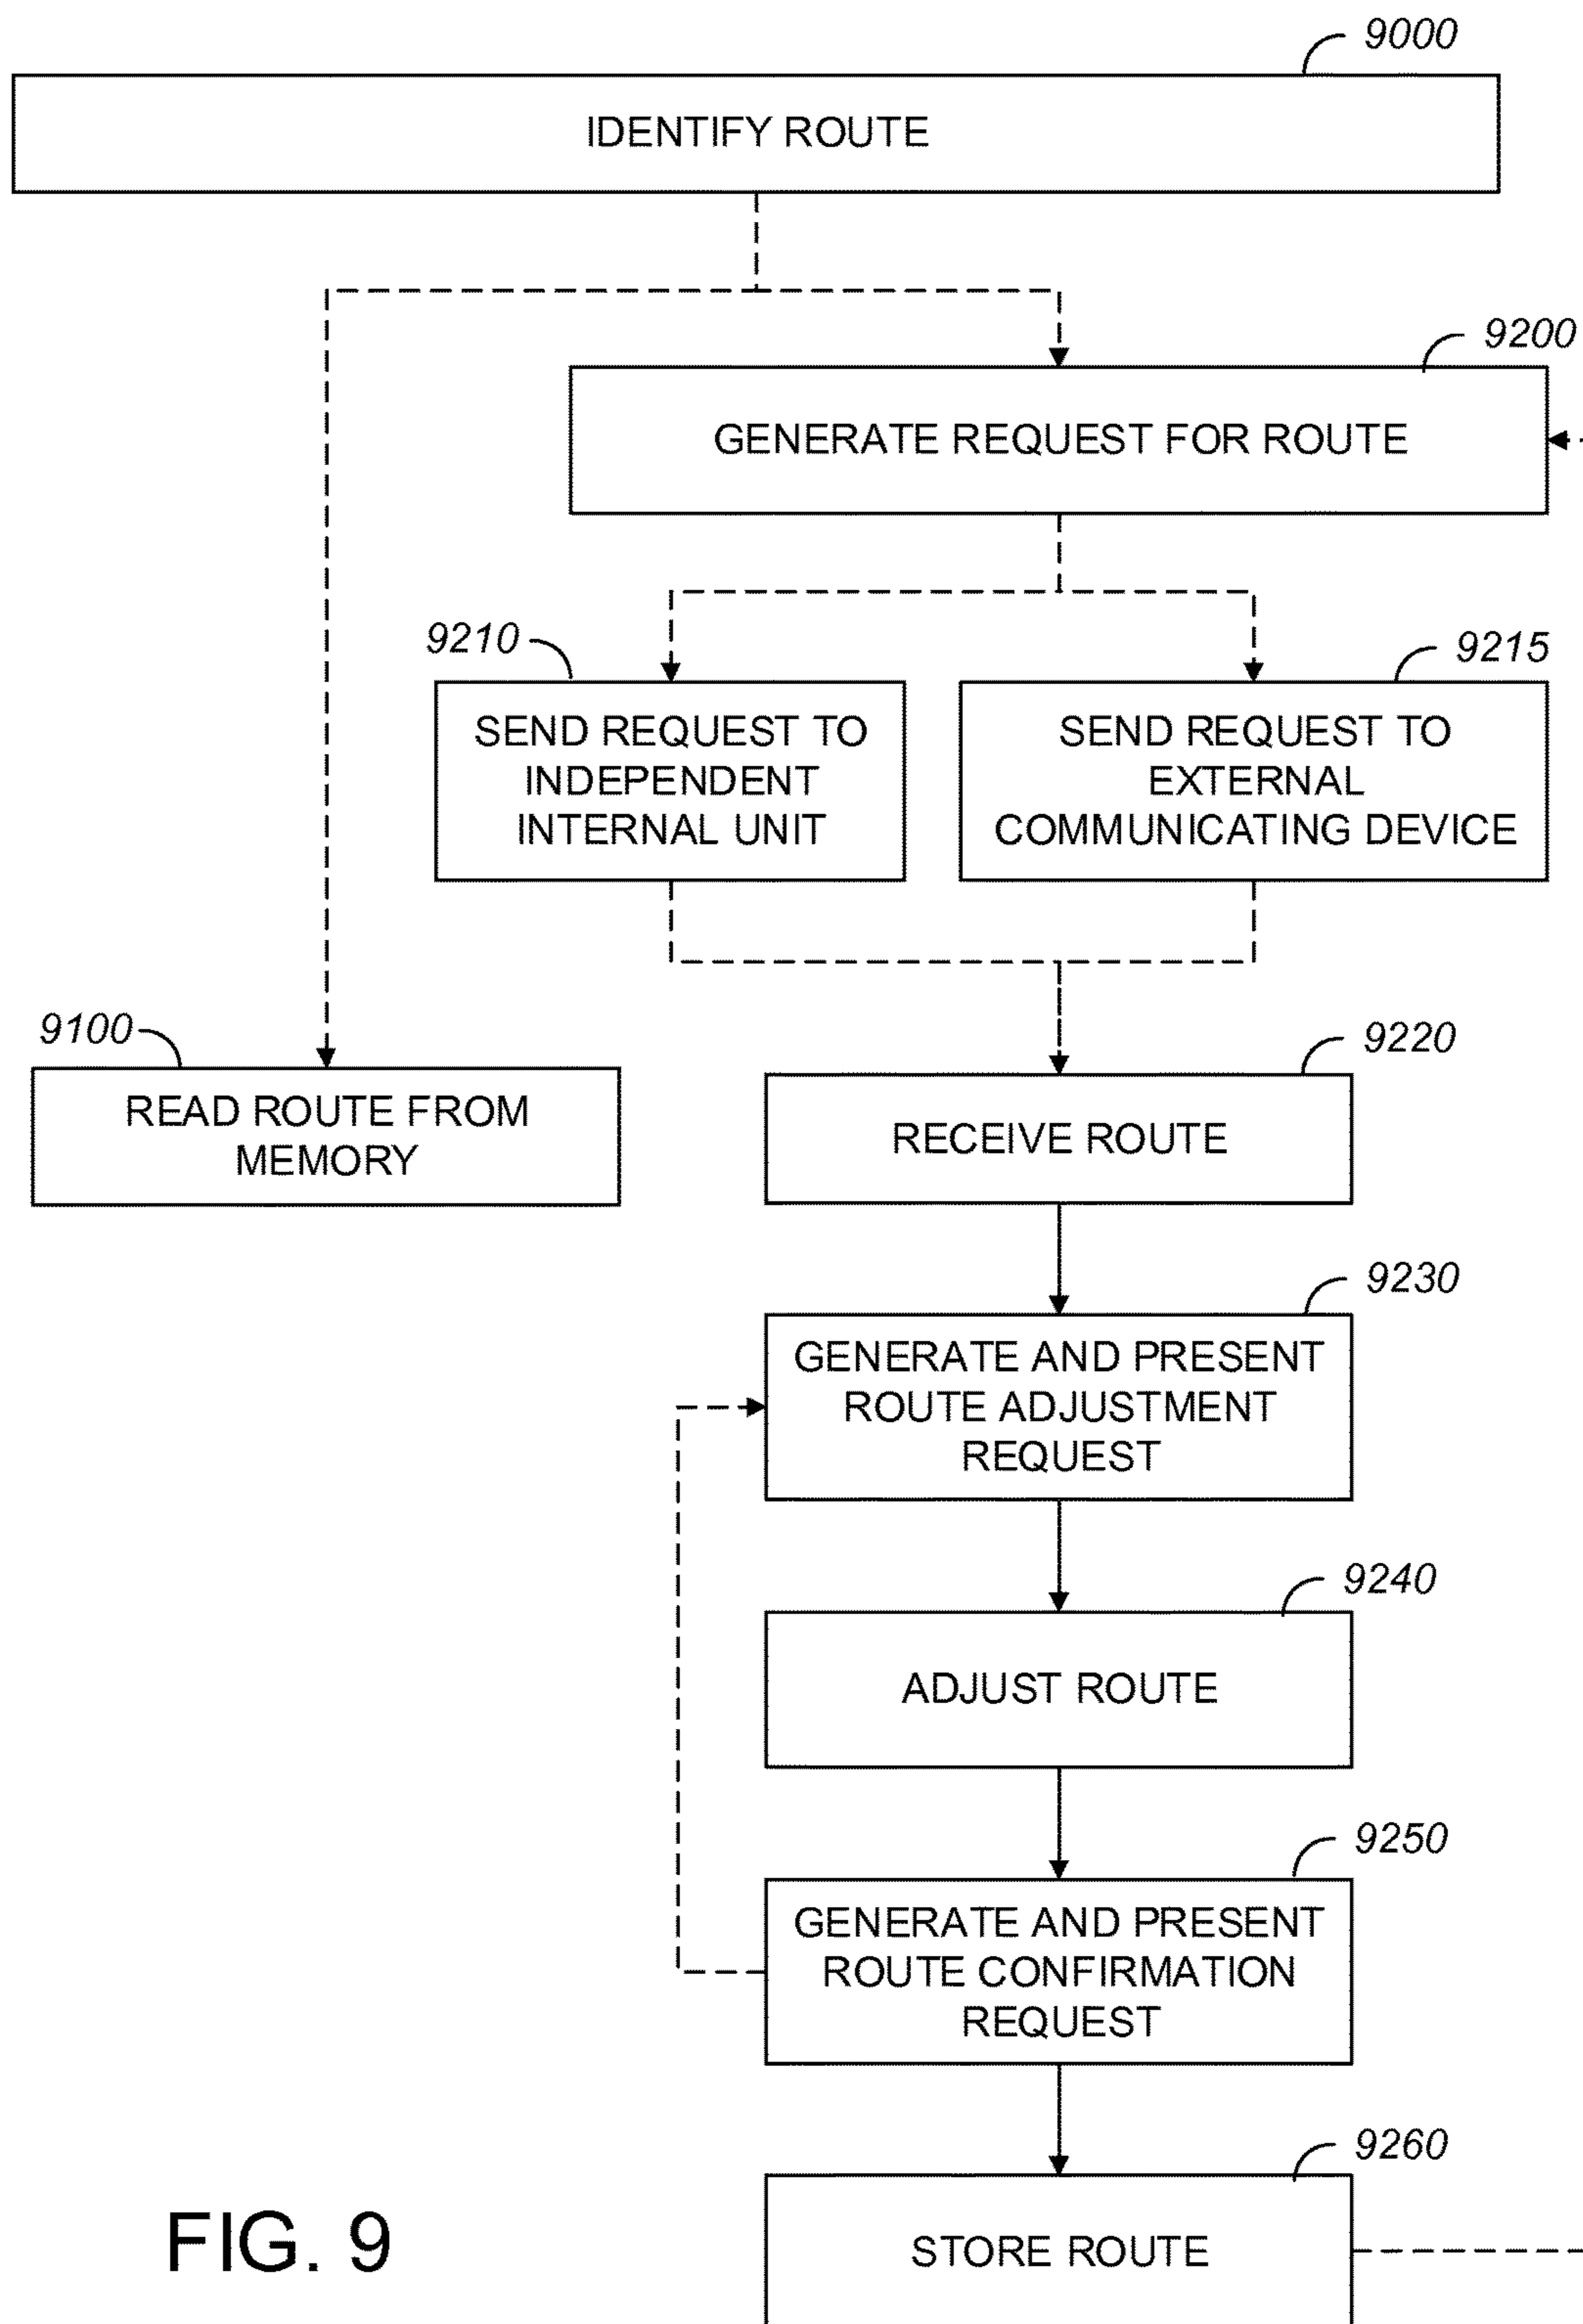 9000
IDENTIFY ROUTE
9200
GENERATE REQUEST FOR ROUTE
9210
SEND REQUEST TO
INDEPENDENT
INTERNAL UNIT
9215
SEND REQUEST TO
EXTERNAL
COMMUNICATING DEVICE
9100
READ ROUTE FROM
MEMORY
9220
RECEIVE ROUTE
9230
GENERATE AND PRESENT
ROUTE ADJUSTMENT
REQUEST
9240
ADJUST ROUTE
9250
GENERATE AND PRESENT
ROUTE CONFIRMATION
REQUEST
9260
STORE ROUTE
FIG. 9